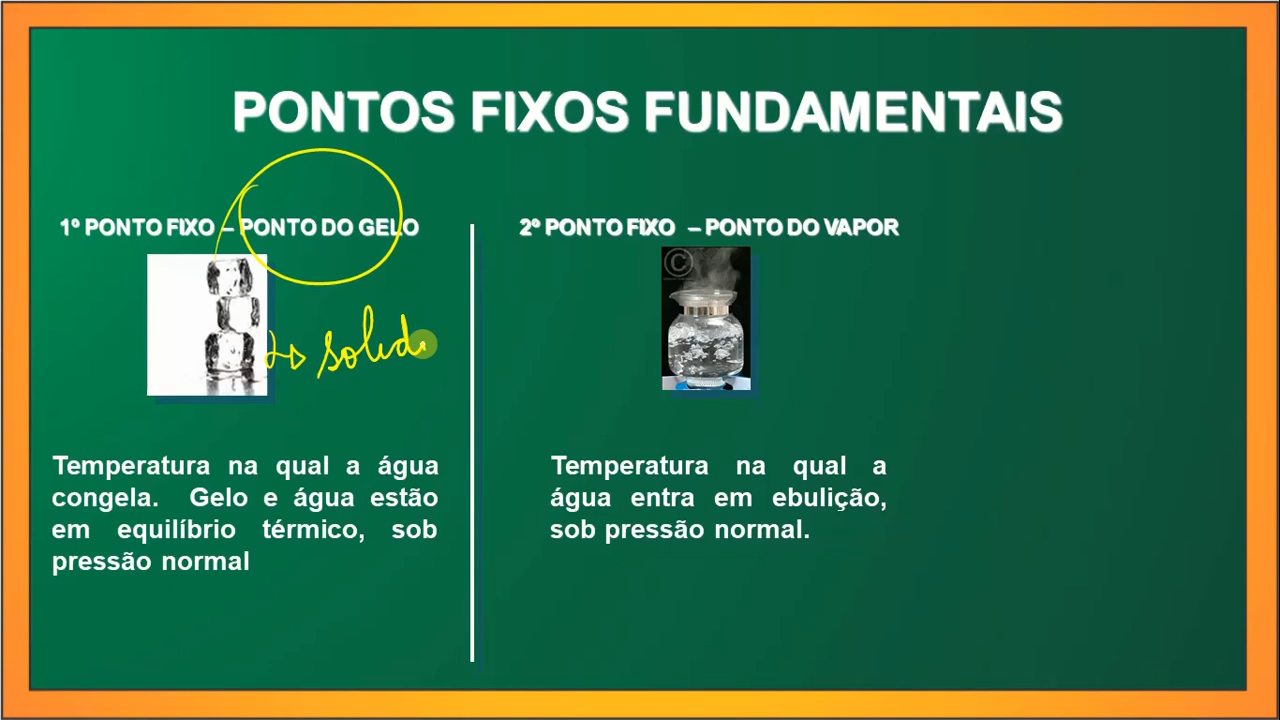 PONTOS FIXOS FUNDAMENTAIS
1º PONTO FIXO – PONTO DO GELO
solid
Temperatura na qual a água
congela. Gelo e água estão
em equilíbrio térmico, sob
pressão normal
2º PONTO FIXO – PONTO DO VAPOR
©
Temperatura na qual a
água entra em ebulição,
sob pressão normal.